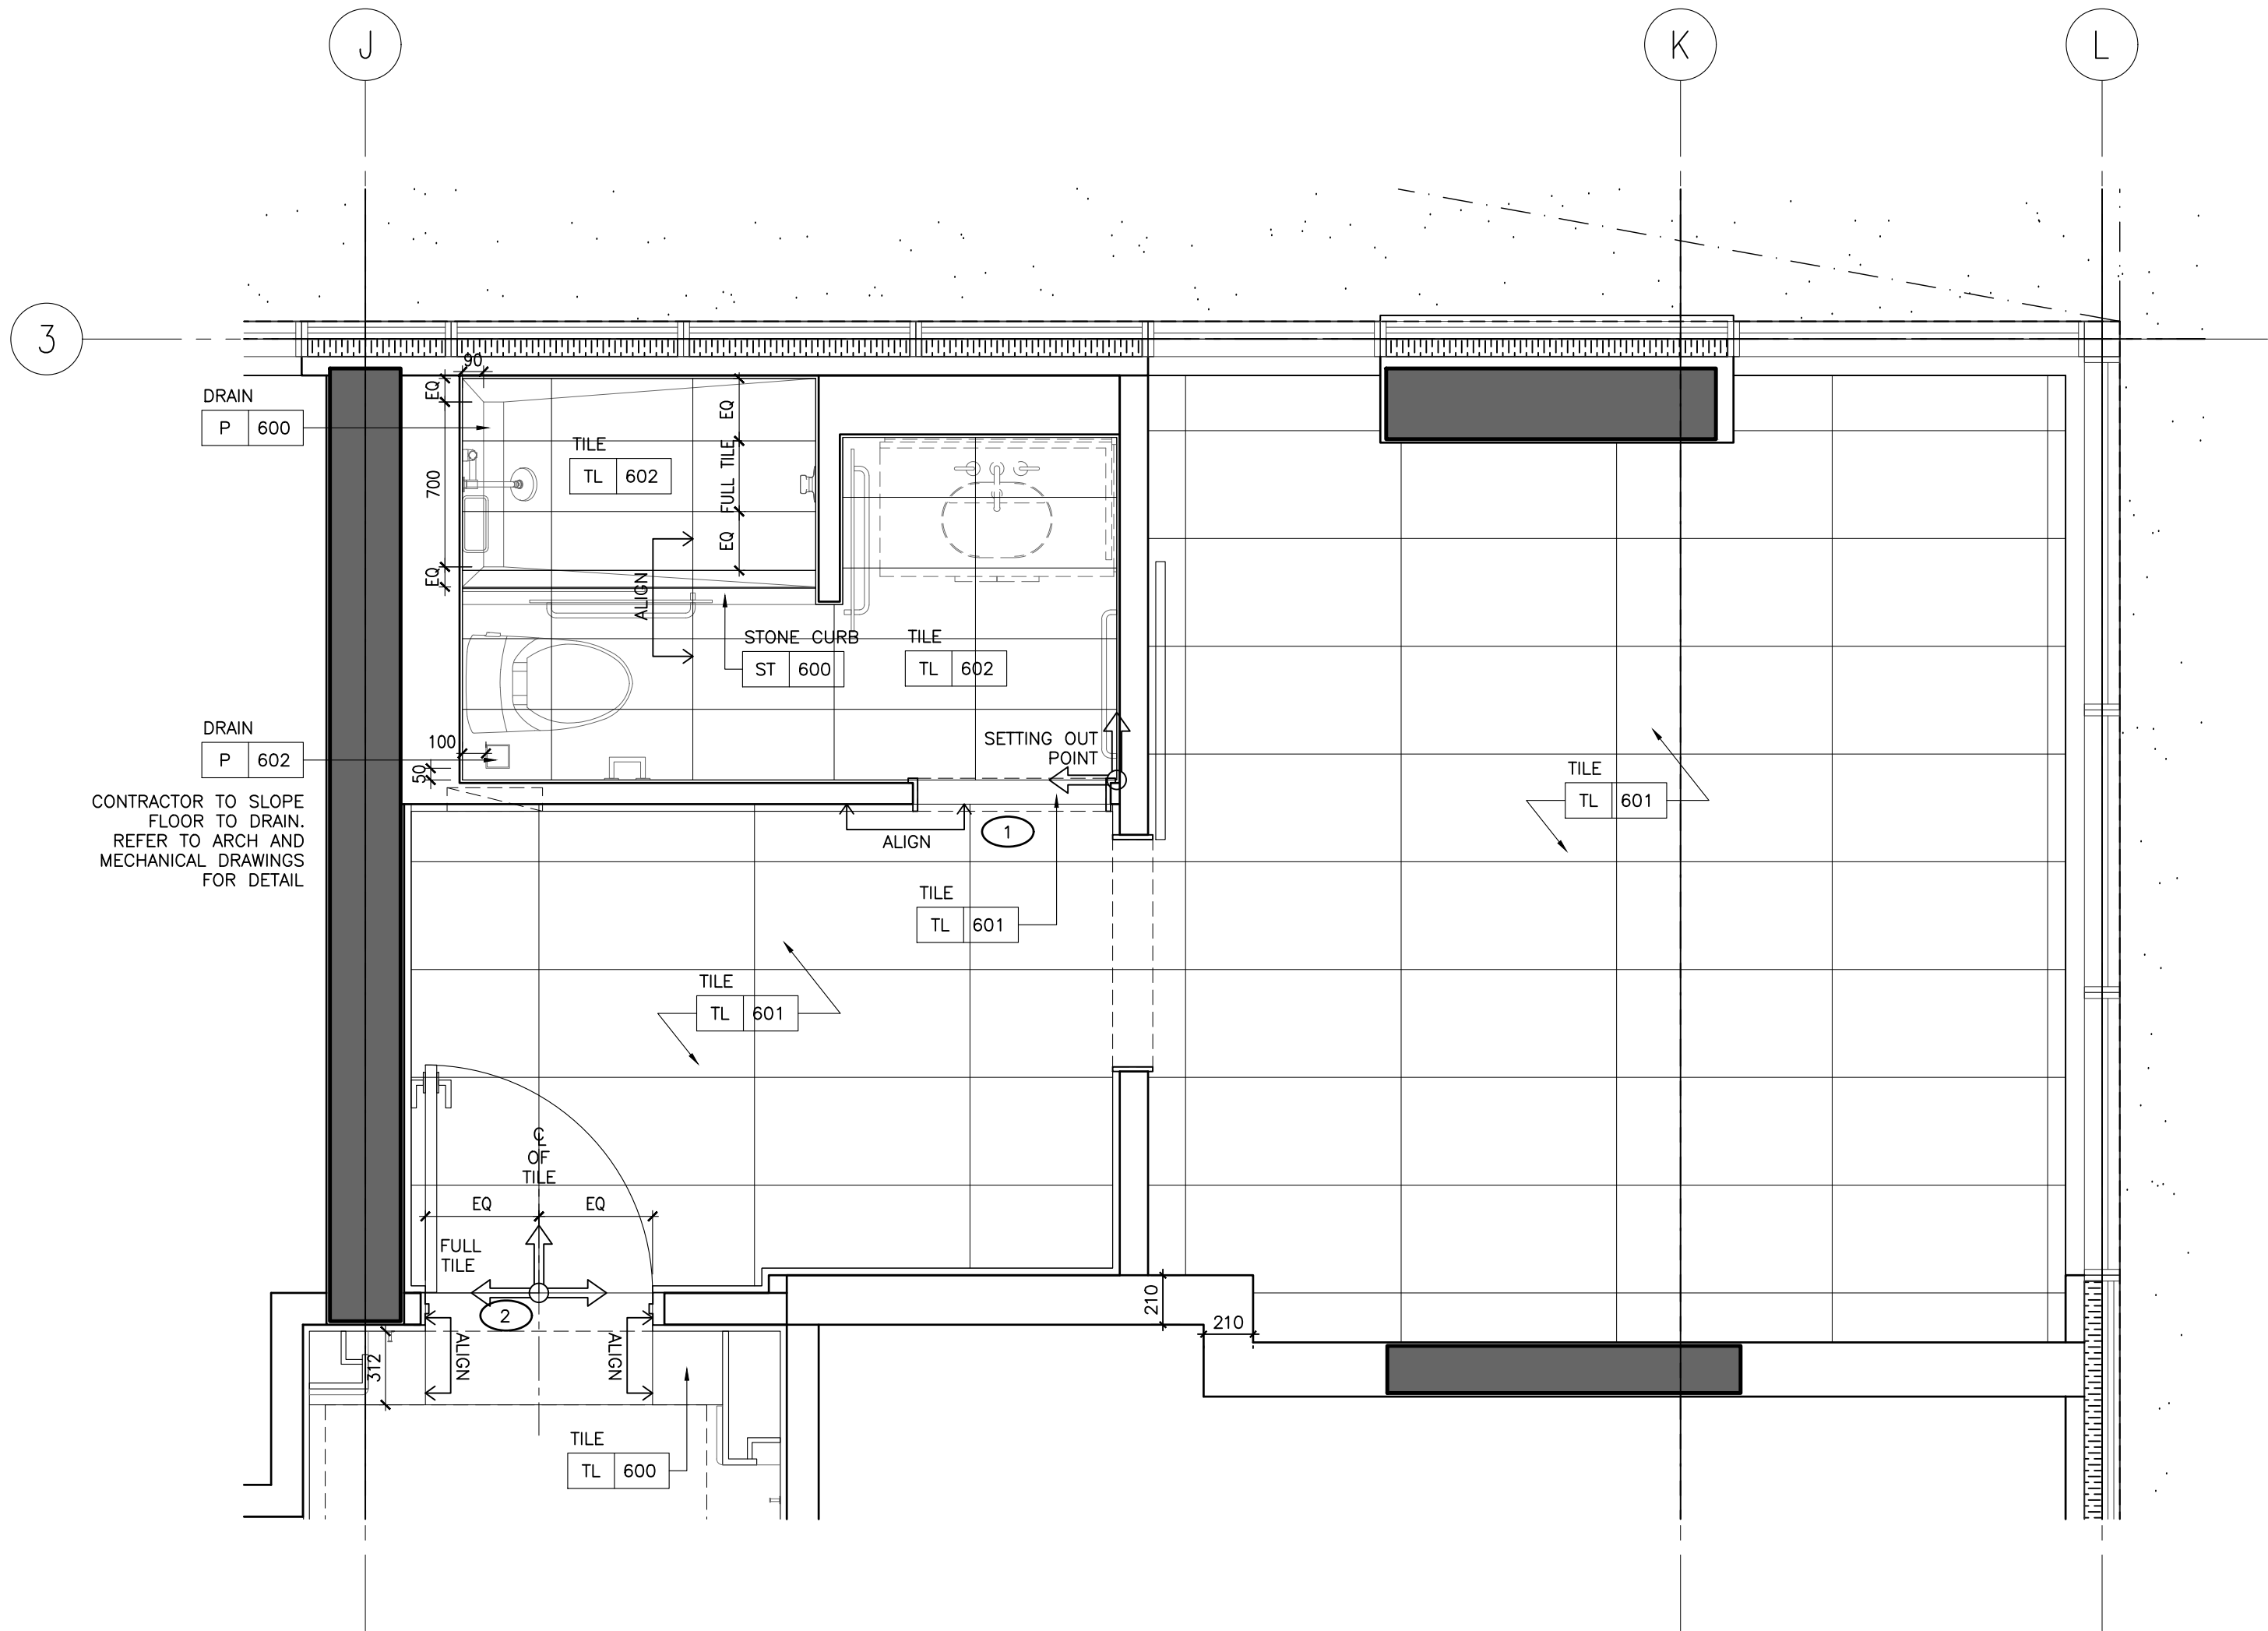 J
K
L
3
90
EQ
EQ
DRAIN
P 600
TILE
TL 602
700
FULL TILE
EQ
EQ
ALIGN
STONE CURB
ST 600
TILE
TL 602
DRAIN
P 602
100
50
SETTING OUT
POINT
CONTRACTOR TO SLOPE
FLOOR TO DRAIN.
REFER TO ARCH AND
MECHANICAL DRAWINGS
FOR DETAIL
TILE
TL 601
ALIGN
1
TILE
TL 601
TILE
TL 601
CL
OF
TILE
EQ
EQ
FULL
TILE
2
ALIGN
ALIGN
312
210
210
TILE
TL 600